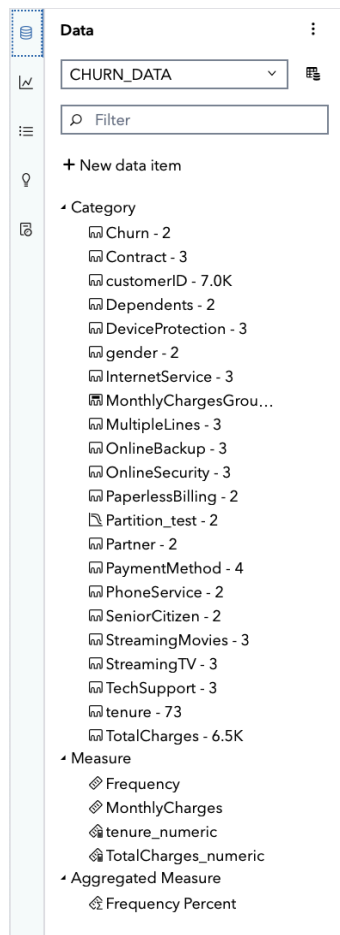 Data
CHURN_DATA
Filter
+ New data item
Category
Churn - 2
Contract - 3
customerID - 7.0K
Dependents - 2
DeviceProtection - 3
gender - 2
InternetService - 3
MonthlyChargesGrou...
MultipleLines - 3
OnlineBackup - 3
OnlineSecurity - 3
PaperlessBilling - 2
Partition_test - 2
Partner - 2
PaymentMethod - 4
PhoneService - 2
SeniorCitizen - 2
StreamingMovies - 3
StreamingTV - 3
TechSupport - 3
tenure - 73
TotalCharges - 6.5K
Measure
Frequency
MonthlyCharges
tenure_numeric
TotalCharges_numeric
Aggregated Measure
Frequency Percent